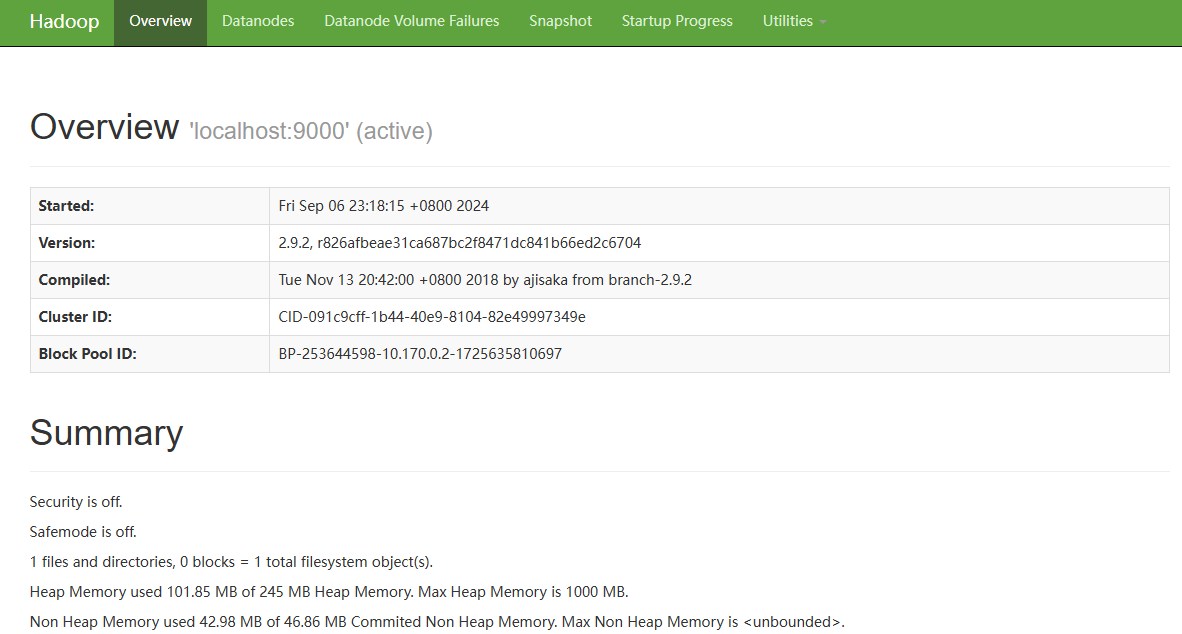 Hadoop Overview Datanodes Datanode Volume Failures Snapshot Startup Progress Utilities
Overview 'localhost:9000' (active)
Started: Fri Sep 06 23:18:15 +0800 2024
Version: 2.9.2, r826afbeae31ca687bc2f8471dc841b66ed2c6704
Compiled: Tue Nov 13 20:42:00 +0800 2018 by ajisaka from branch-2.9.2
Cluster ID: CID-091c9cff-1b44-40e9-8104-82e49997349e
Block Pool ID: BP-253644598-10.170.0.2-1725635810697
Summary
Security is off.
Safemode is off.
1 files and directories, 0 blocks = 1 total filesystem object(s).
Heap Memory used 101.85 MB of 245 MB Heap Memory. Max Heap Memory is 1000 MB.
Non Heap Memory used 42.98 MB of 46.86 MB Commited Non Heap Memory. Max Non Heap Memory is <unbounded>.